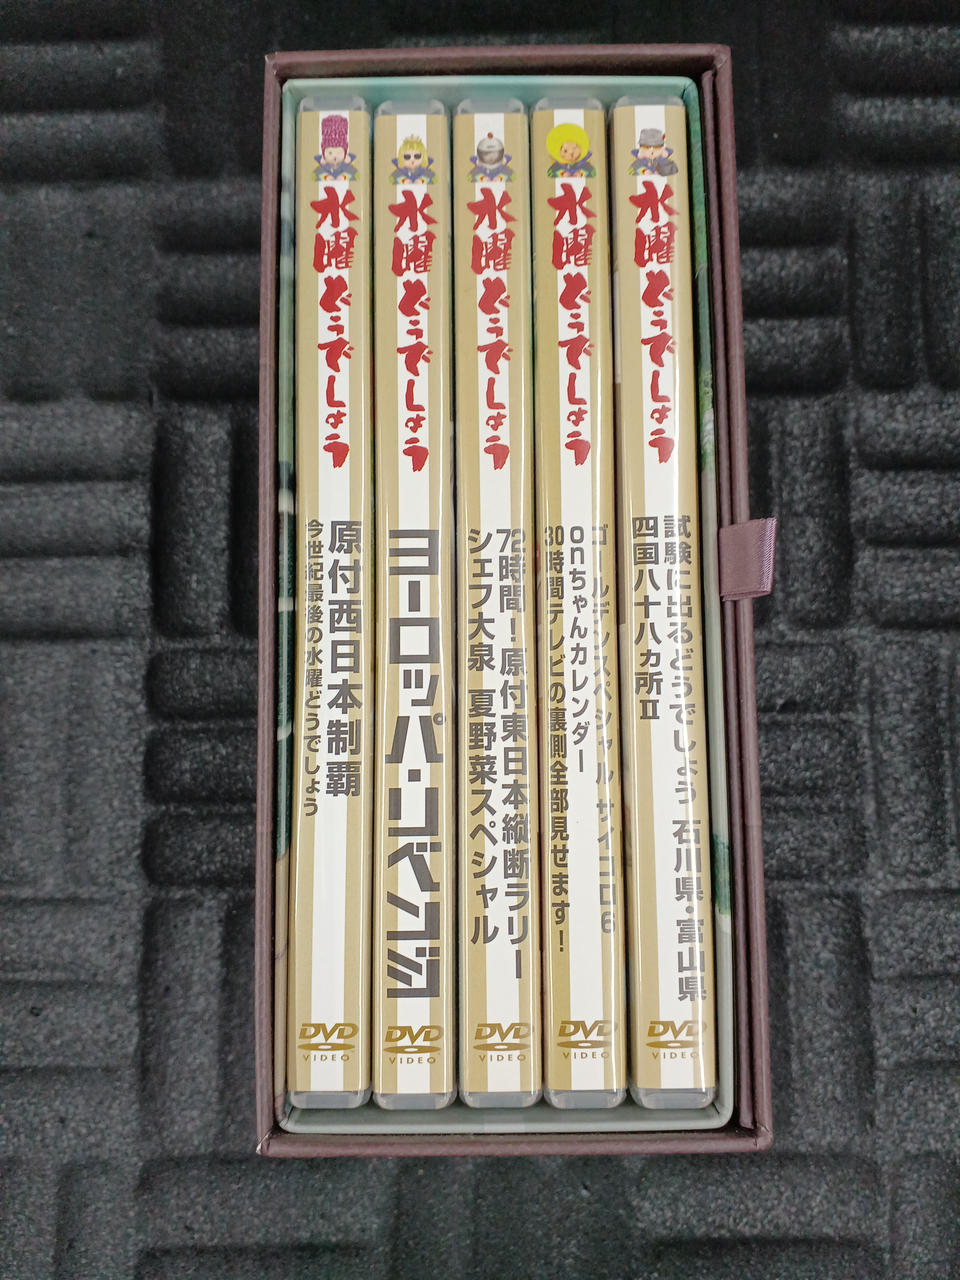 水曜どうでしょう
原付西日本制覇
今世紀最後の水曜どうでしょう
DVD
VIDEO
水曜どうでしょう
ヨーロッパ・リベンジ
DVD
VIDEO
水曜どうでしょう
72時間!原付東日本縦断ラリー
シェフ大泉 夏野菜スペシャル
DVD
VIDEO
水曜どうでしょう
ゴールデンスペシャル サイコロ6
onちゃんカレンダー
30時間テレビの裏側全部見せます!
DVD
VIDEO
水曜どうでしょう
試験に出るどうでしょう 石川県・富山県
四国八十八ヵ所II
DVD
VIDEO